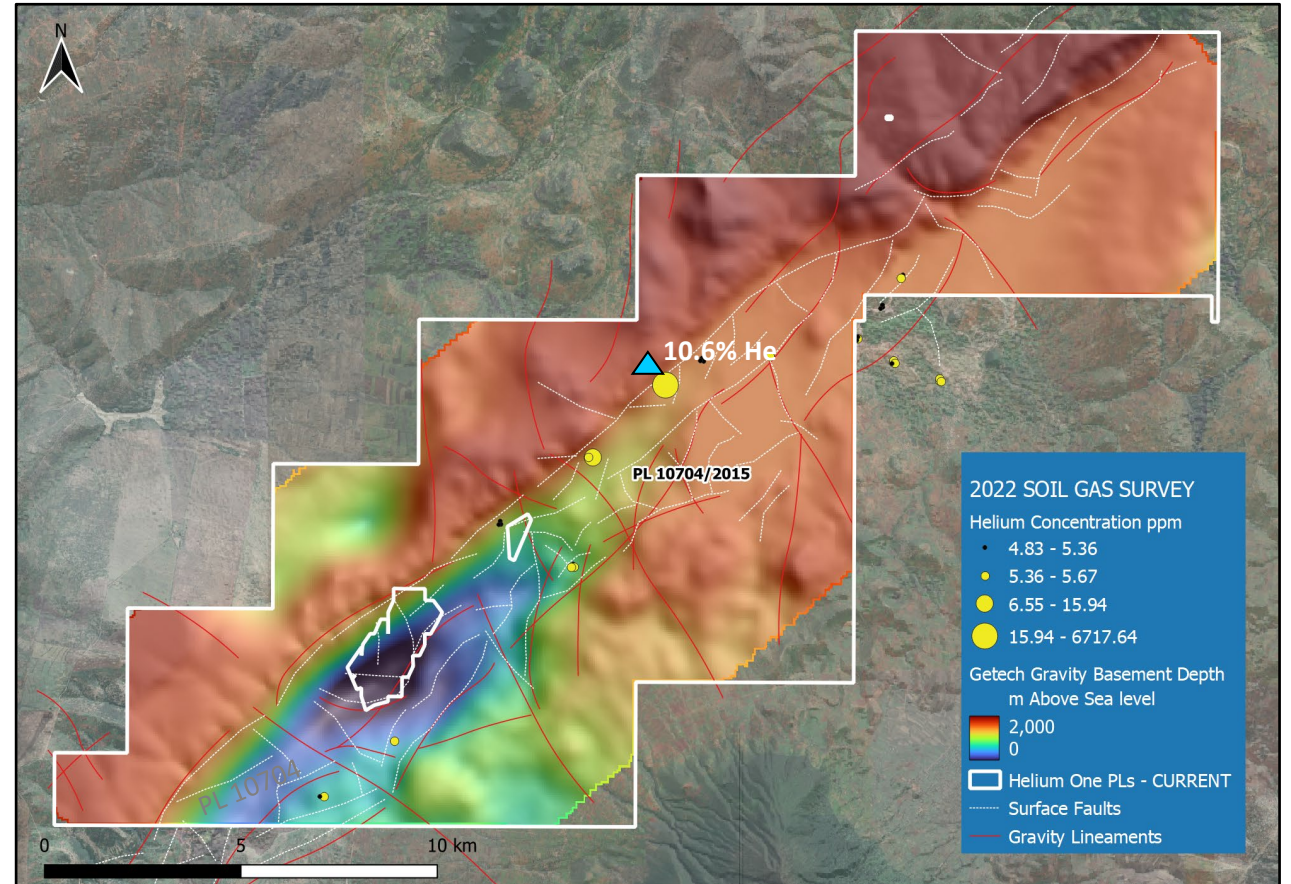 N
10.6% He
PL 10704/2015
PL 10704
0
5
10 km
2022 SOIL GAS SURVEY
Helium Concentration ppm
4.83 - 5.36
5.36 - 5.67
6.55 - 15.94
15.94 - 6717.64
Getech Gravity Basement Depth
m Above Sea level
2,000
0
Helium One PLs - CURRENT
Surface Faults
Gravity Lineaments